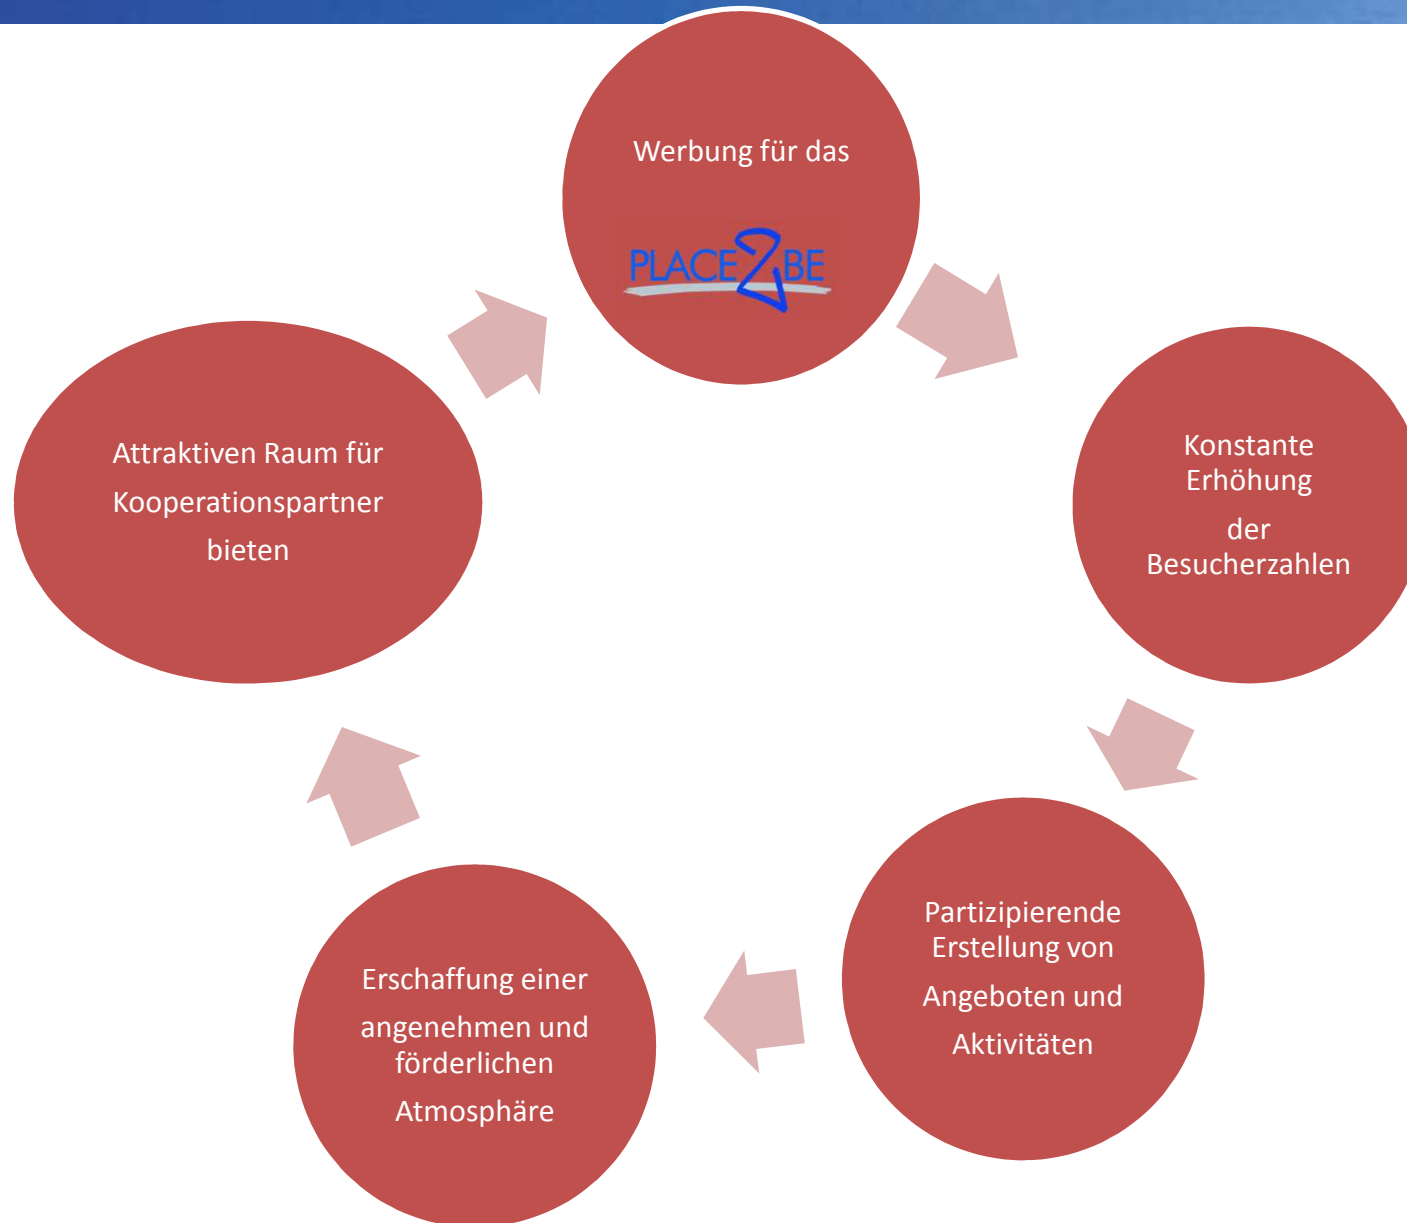 Werbung für das
PLACE2BE
Konstante
Erhöhung
der
Besucherzahlen
Partizipierende
Erstellung von
Angeboten und
Aktivitäten
Erschaffung einer
angenehmen und
förderlichen
Atmosphäre
Attraktiven Raum für
Kooperationspartner
bieten